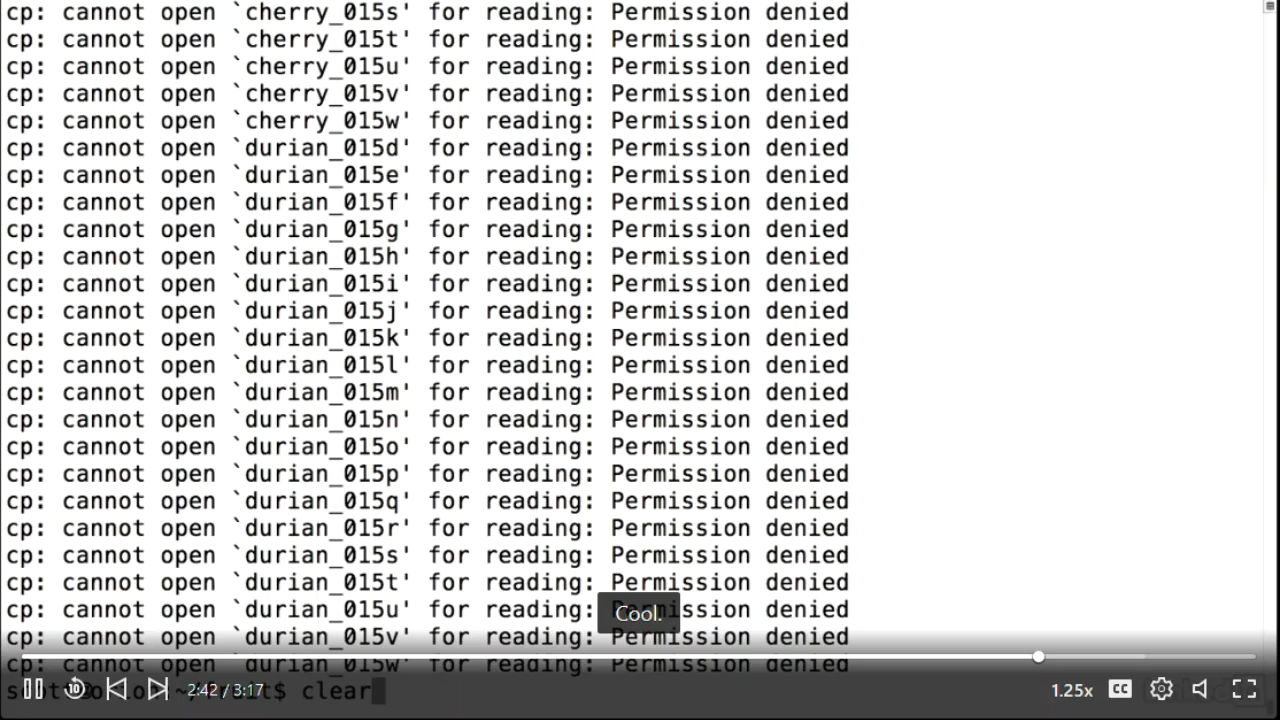 cp: cannot open `cherry_015s' for reading: Permission denied
cp: cannot open `cherry_015t' for reading: Permission denied
cp: cannot open `cherry_015u' for reading: Permission denied
cp: cannot open `cherry_015v' for reading: Permission denied
cp: cannot open `cherry_015w' for reading: Permission denied
cp: cannot open `durian_015d' for reading: Permission denied
cp: cannot open `durian_015e' for reading: Permission denied
cp: cannot open `durian_015f' for reading: Permission denied
cp: cannot open `durian_015g' for reading: Permission denied
cp: cannot open `durian_015h' for reading: Permission denied
cp: cannot open `durian_015i' for reading: Permission denied
cp: cannot open `durian_015j' for reading: Permission denied
cp: cannot open `durian_015k' for reading: Permission denied
cp: cannot open `durian_015l' for reading: Permission denied
cp: cannot open `durian_015m' for reading: Permission denied
cp: cannot open `durian_015n' for reading: Permission denied
cp: cannot open `durian_015o' for reading: Permission denied
cp: cannot open `durian_015p' for reading: Permission denied
cp: cannot open `durian_015q' for reading: Permission denied
cp: cannot open `durian_015r' for reading: Permission denied
cp: cannot open `durian_015s' for reading: Permission denied
cp: cannot open `durian_015t' for reading: Permission denied
cp: cannot open `durian_015u' for reading: Permission denied
Cool.
cp: cannot open `durian_015v' for reading: Permission denied
cp: cannot open `durian_015w' for reading: Permission denied
clear
10
2:42 / 3:17
1.25x
CC